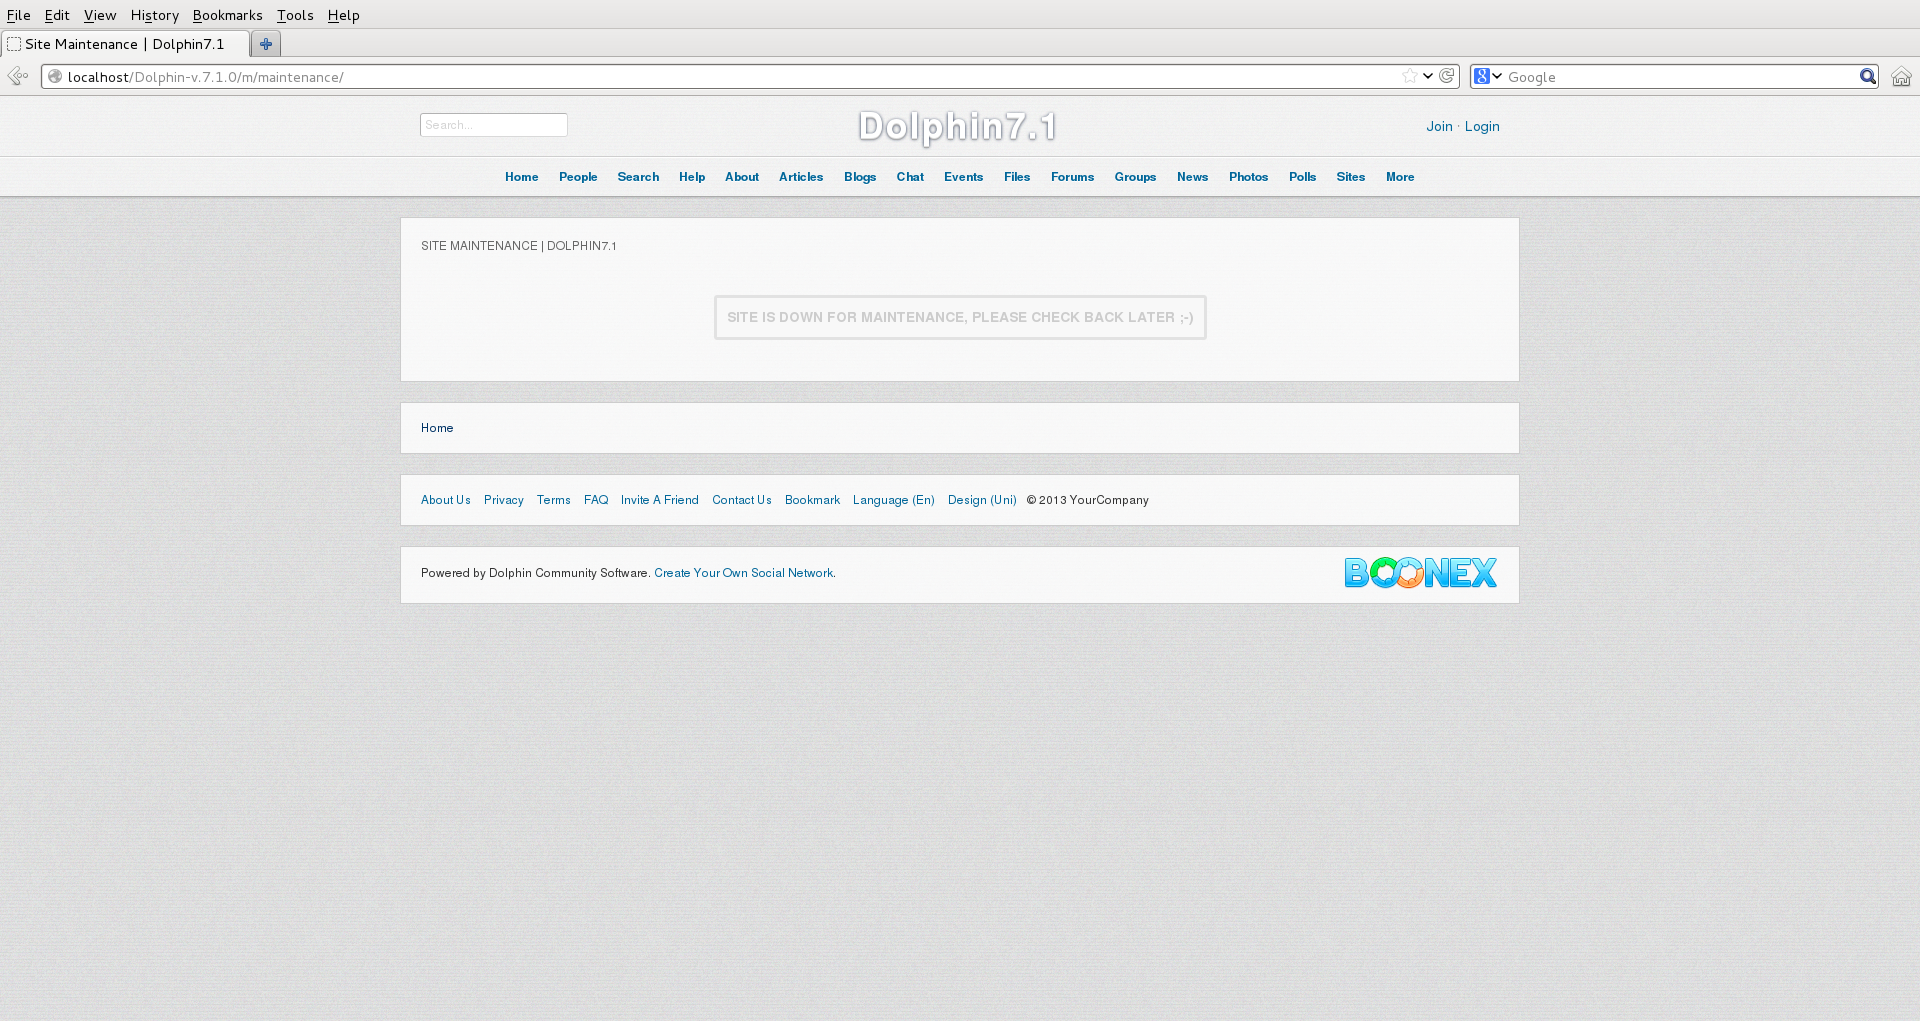 File Edit View History Bookmarks Tools Help
Site Maintenance | Dolphin7.1
localhost/Dolphin-v.7.1.0/m/maintenance/ Google
Search... Dolphin7.1 Join · Login
Home People Search Help About Articles Blogs Chat Events Files Forums Groups News Photos Polls Sites More
SITE MAINTENANCE | DOLPHIN7.1
SITE IS DOWN FOR MAINTENANCE, PLEASE CHECK BACK LATER ;-)
Home
About Us Privacy Terms FAQ Invite A Friend Contact Us Bookmark Language (En) Design (Uni) © 2013 YourCompany
Powered by Dolphin Community Software. Create Your Own Social Network. BOONEX